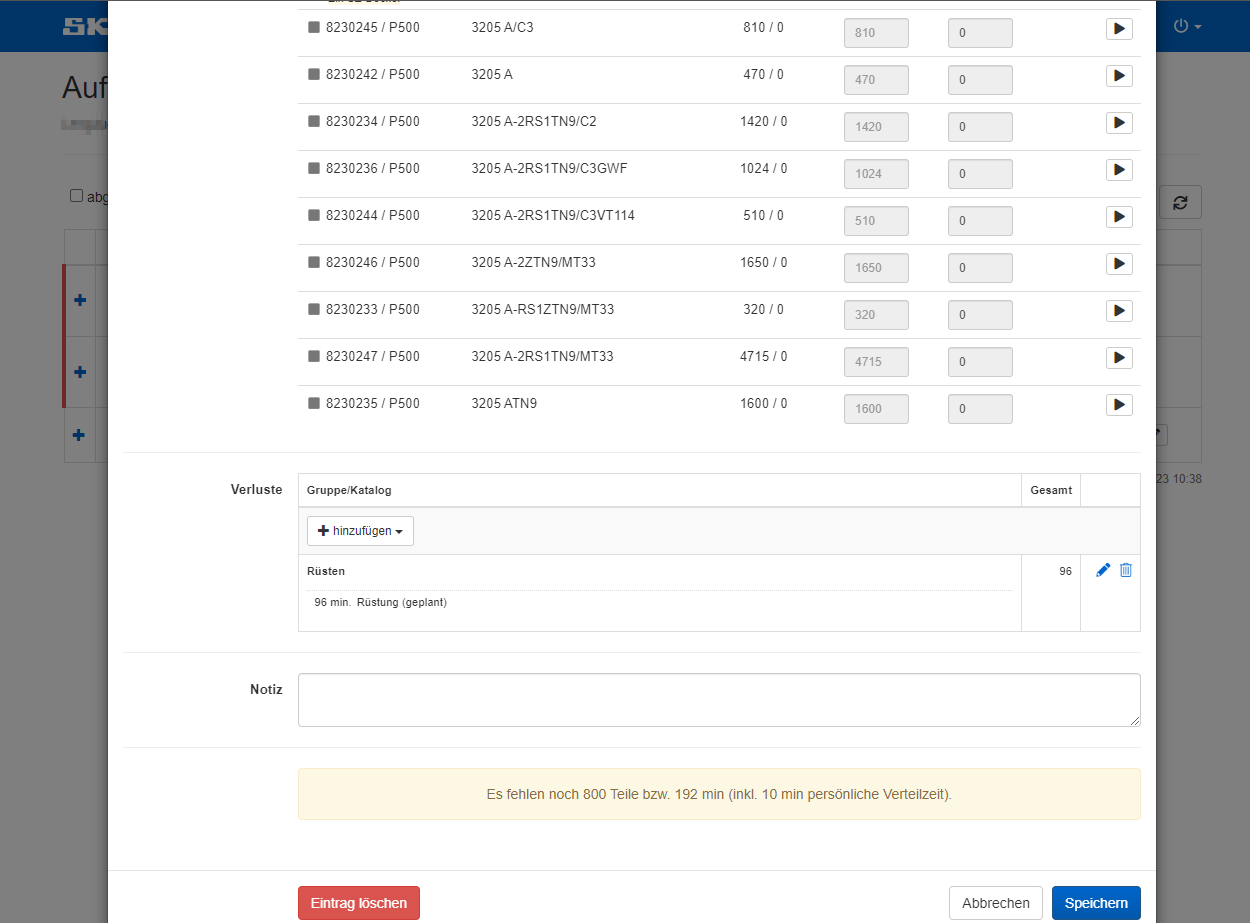 8230245 / P500 3205 A/C3 810 / 0 810 0
8230242 / P500 3205 A 470 / 0 470 0
8230234 / P500 3205 A-2RS1TN9/C2 1420 / 0 1420 0
8230236 / P500 3205 A-2RS1TN9/C3GWF 1024 / 0 1024 0
8230244 / P500 3205 A-2RS1TN9/C3VT114 510 / 0 510 0
8230246 / P500 3205 A-2ZTN9/MT33 1650 / 0 1650 0
8230233 / P500 3205 A-RS1ZTN9/MT33 320 / 0 320 0
8230247 / P500 3205 A-2RS1TN9/MT33 4715 / 0 4715 0
8230235 / P500 3205 ATN9 1600 / 0 1600 0
SK
Auf
abg
23 10:38
Verluste
Gruppe/Katalog Gesamt
hinzufügen
Rüsten 96
96 min. Rüstung (geplant)
Notiz
Es fehlen noch 800 Teile bzw. 192 min (inkl. 10 min persönliche Verteilzeit).
Eintrag löschen Abbrechen Speichern